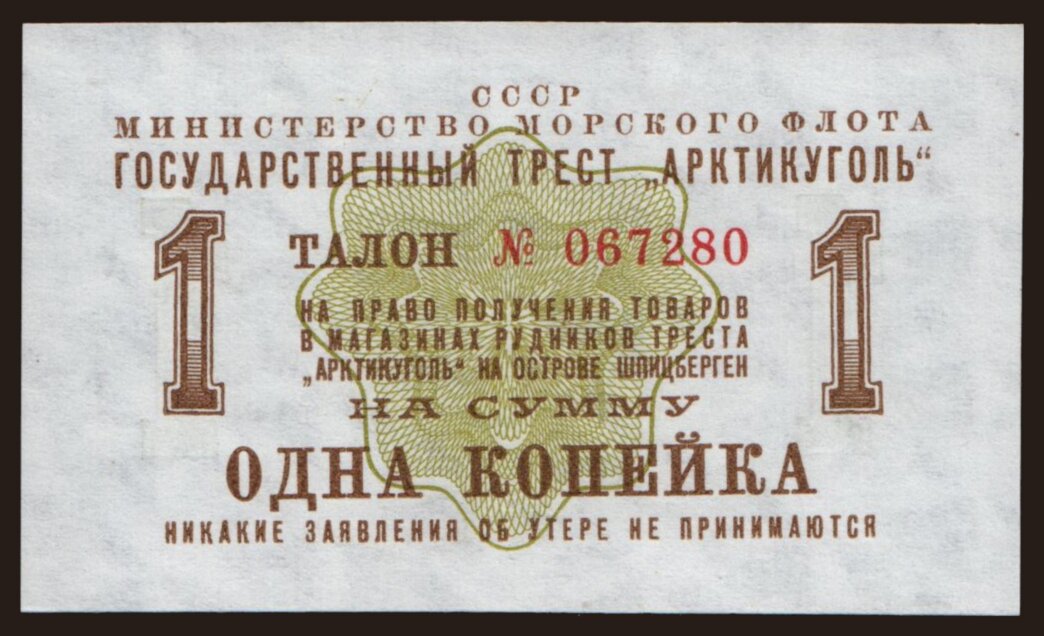 СССР
МИНИСТЕРСТВО МОРСКОГО ФЛОТА
ГОСУДАРСТВЕННЫЙ ТРЕСТ „АРКТИКУГОЛЬ“
1 ТАЛОН № 067280 1
НА ПРАВО ПОЛУЧЕНИЯ ТОВАРОВ
В МАГАЗИНАХ РУДНИКОВ ТРЕСТА
„АРКТИКУГОЛЬ“ НА ОСТРОВЕ ШПИЦБЕРГЕН
НА СУММУ
ОДНА КОПЕЙКА
НИКАКИЕ ЗАЯВЛЕНИЯ ОБ УТЕРЕ НЕ ПРИНИМАЮТСЯ